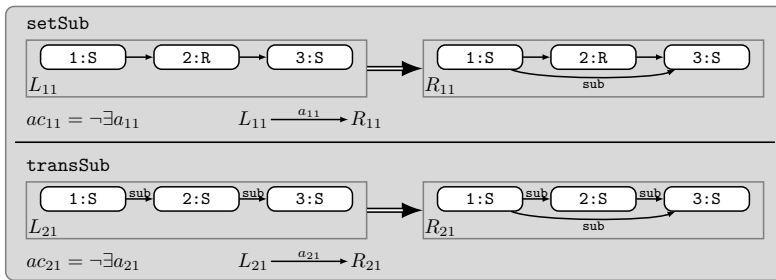 setSub
1:S 2:R 3:S 1:S 2:R 3:S
sub
L₁₁ R₁₁
ac₁₁ = ¬∃a₁₁ L₁₁ a₁₁ R₁₁
transSub
1:S sub 2:S sub 3:S 1:S sub 2:S sub 3:S
sub
L₂₁ R₂₁
ac₂₁ = ¬∃a₂₁ L₂₁ a₂₁ R₂₁